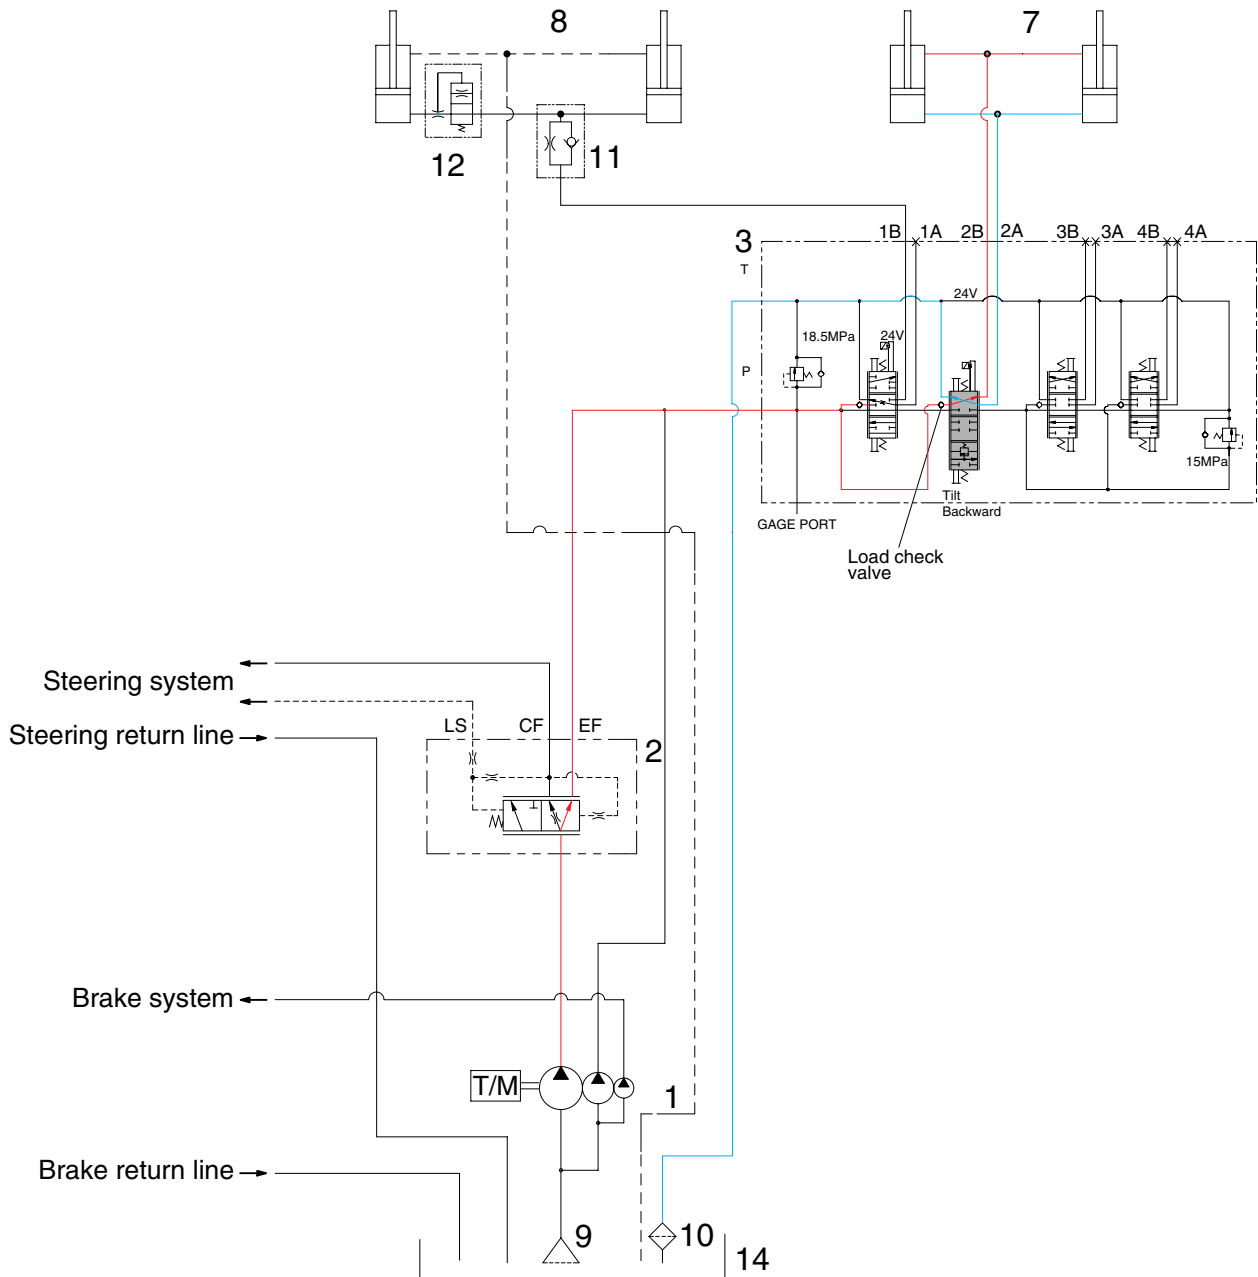 8
7
12
11
3
1B
1A
2B
2A
3B
3A
4B
4A
T
24V
18.5MPa
24V
P
15MPa
Tilt
Backward
GAGE PORT
Load check
valve
Steering system
Steering return line
LS
CF
EF
2
Brake system
T/M
1
Brake return line
9
10
14